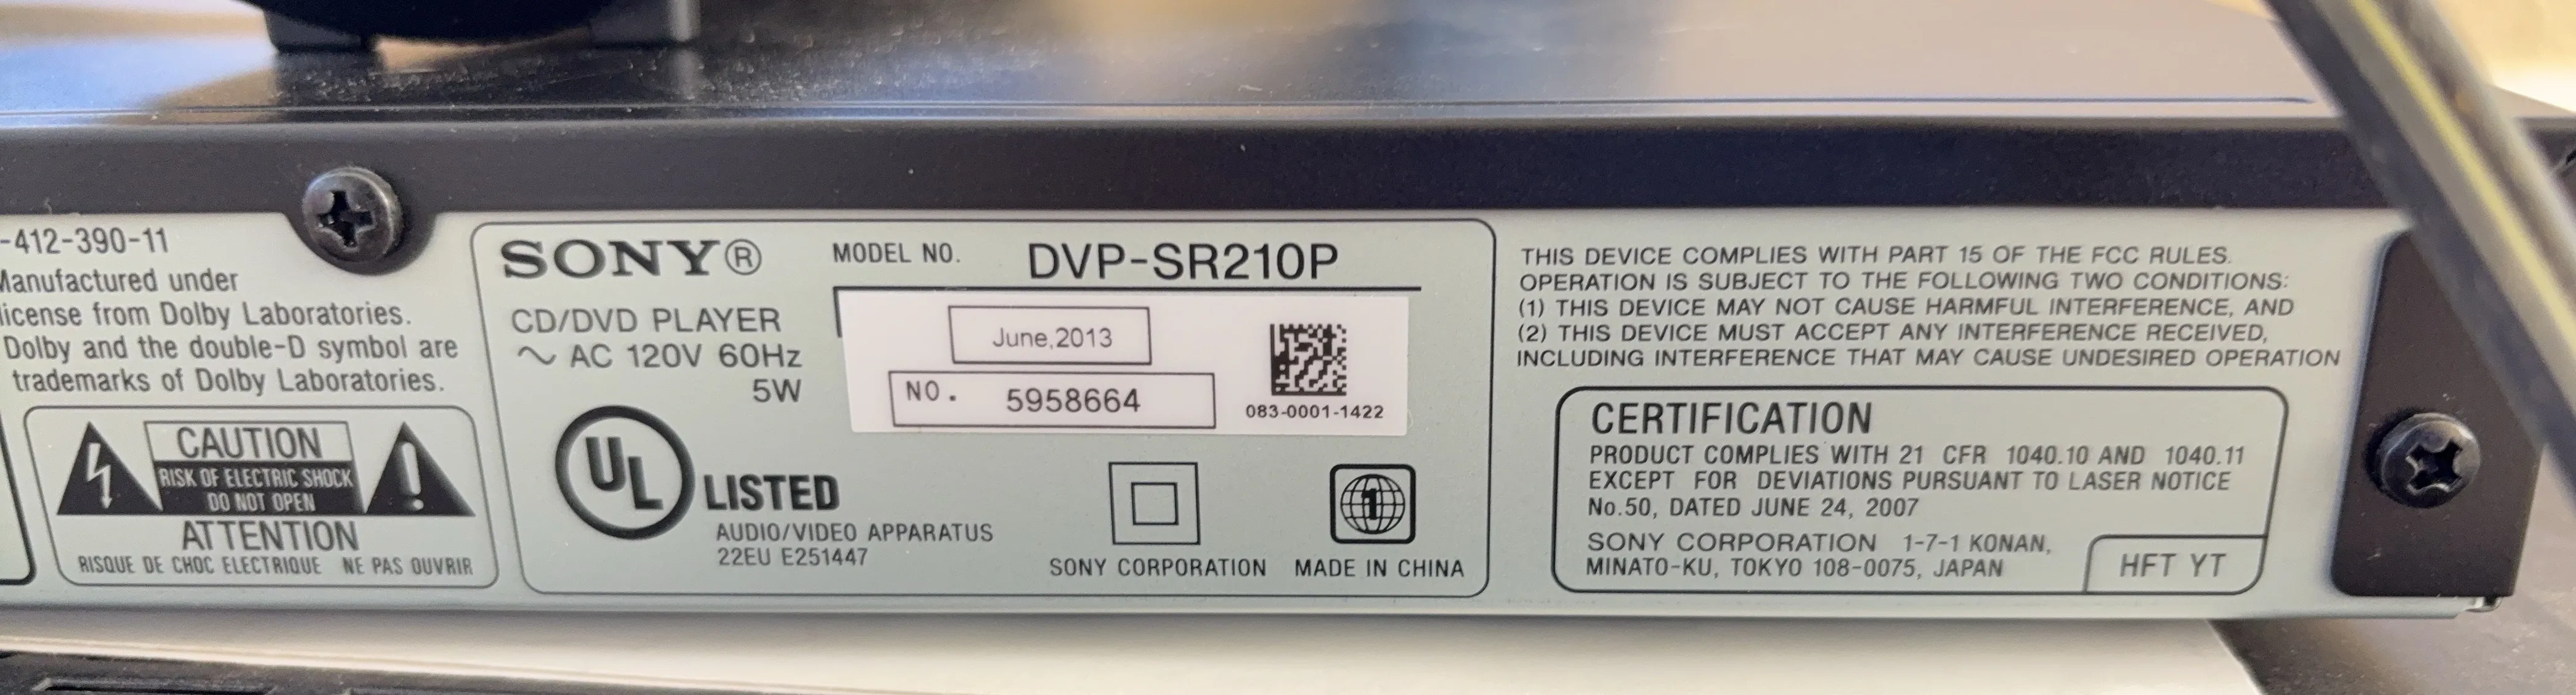 -412-390-11
Manufactured under
license from Dolby Laboratories.
Dolby and the double-D symbol are
trademarks of Dolby Laboratories.
CAUTION
RISK OF ELECTRIC SHOCK
DO NOT OPEN
ATTENTION
RISQUE DE CHOC ELECTRIQUE NE PAS OUVRIR
SONY®
CD/DVD PLAYER
~ AC 120V 60Hz
5W
MODEL NO. DVP-SR210P
June,2013
NO. 5958664
083-0001-1422
UL LISTED
AUDIO/VIDEO APPARATUS
22EU E251447
SONY CORPORATION
1
MADE IN CHINA
THIS DEVICE COMPLIES WITH PART 15 OF THE FCC RULES.
OPERATION IS SUBJECT TO THE FOLLOWING TWO CONDITIONS:
(1) THIS DEVICE MAY NOT CAUSE HARMFUL INTERFERENCE, AND
(2) THIS DEVICE MUST ACCEPT ANY INTERFERENCE RECEIVED,
INCLUDING INTERFERENCE THAT MAY CAUSE UNDESIRED OPERATION
CERTIFICATION
PRODUCT COMPLIES WITH 21 CFR 1040.10 AND 1040.11
EXCEPT FOR DEVIATIONS PURSUANT TO LASER NOTICE
No.50, DATED JUNE 24, 2007
SONY CORPORATION 1-7-1 KONAN,
MINATO-KU, TOKYO 108-0075, JAPAN
HFT YT